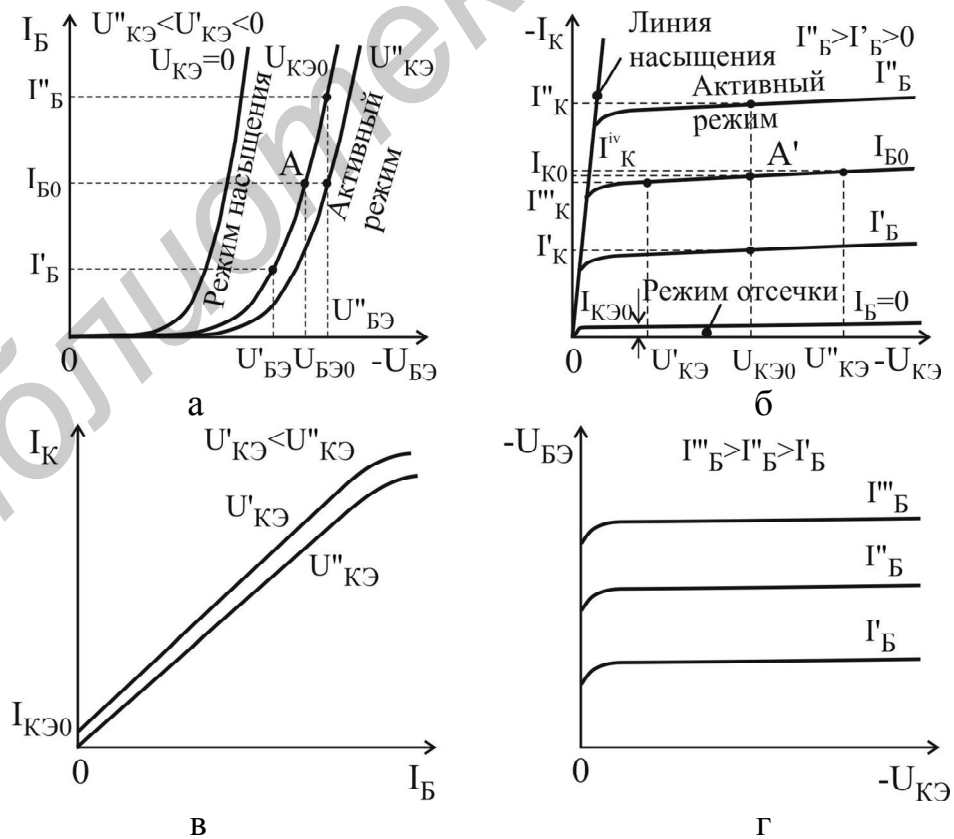 I_Б
U"_КЭ<U'_КЭ<0
U_КЭ=0
U_КЭ0
U"_КЭ
I"_Б
I_Б0
I'_Б
A
Режим насыщения
Активный
режим
U"_БЭ
0
U'_БЭ
U_БЭ0
-U_БЭ
а
-I_К
Линия
насыщения
I"_Б>I'_Б>0
I"_Б
Активный
режим
I"_К
I^iv_К
I_К0
I'''_К
A'
I_Б0
I'_К
I'_Б
I_КЭ0
Режим отсечки
I_Б=0
0
U'_КЭ
U_КЭ0
U"_КЭ
-U_КЭ
б
I_К
U'_КЭ<U"_КЭ
U'_КЭ
U"_КЭ
I_КЭ0
0
I_Б
в
-U_БЭ
I'''_Б>I"_Б>I'_Б
I'''_Б
I"_Б
I'_Б
0
-U_КЭ
г
блиотек